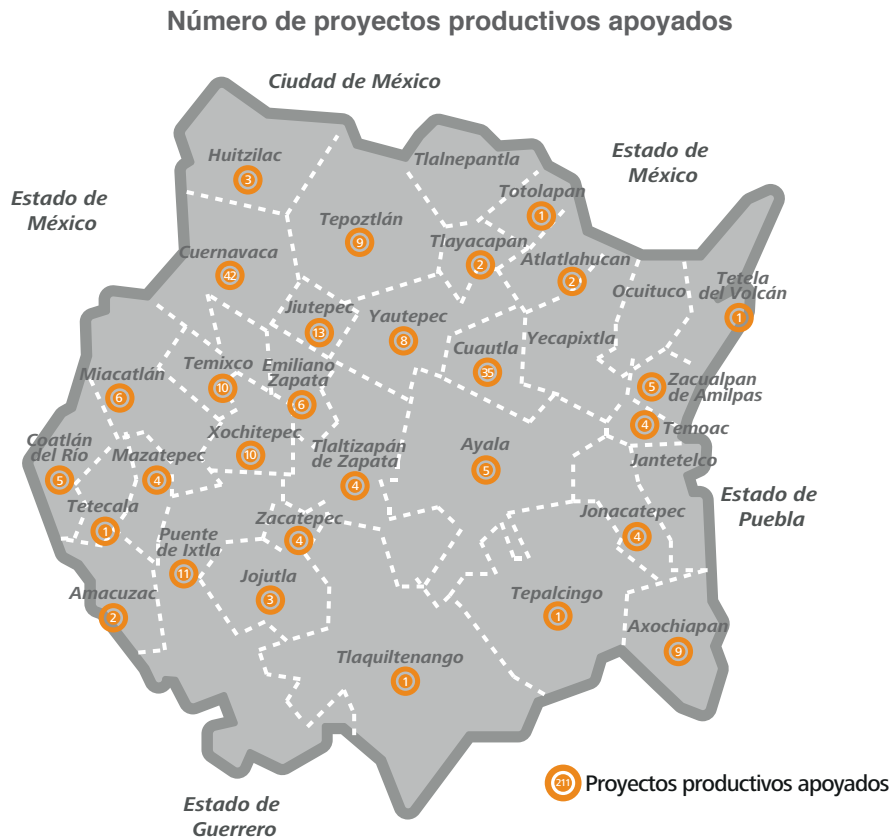 Número de proyectos productivos apoyados
Ciudad de México
Estado de
México
Estado de
México
Huitzilac
3
Tlalnepantla
Totolapan
1
Tepoztlán
9
Tlayacapán
2
Atlatlahucan
2
Cuernavaca
42
Ocuituco
Tetela
del Volcán
1
Jiutepec
13
Yautepec
8
Cuautla
35
Yecapixtla
Miacatlán
6
Temixco
10
Emiliano
Zapata
6
Zacualpan
de Amilpas
5
Temoac
4
Coatlán
del Río
5
Mazatepec
4
Xochitepec
10
Tlaltizapán
de Zapata
4
Ayala
5
Jantetelco
Estado de
Puebla
Tetecala
1
Puente
de Ixtla
11
Zacatepec
4
Jonacatepec
4
Amacuzac
2
Jojutla
3
Tepalcingo
1
Axochiapan
9
Tlaquiltenango
1
211 Proyectos productivos apoyados
Estado de
Guerrero